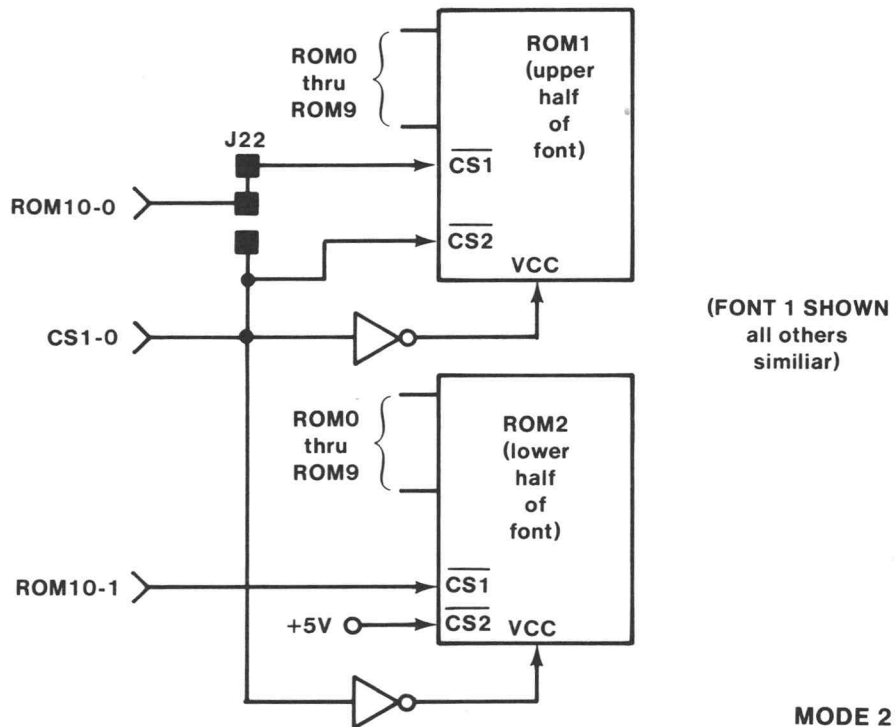 ROM0
thru
ROM9
ROM1
(upper
half
of
font)
J22
CS1
ROM10-0
CS2
VCC
CS1-0
(FONT 1 SHOWN
all others
similiar)
ROM0
thru
ROM9
ROM2
(lower
half
of
font)
ROM10-1
CS1
+5V
CS2
VCC
MODE 2